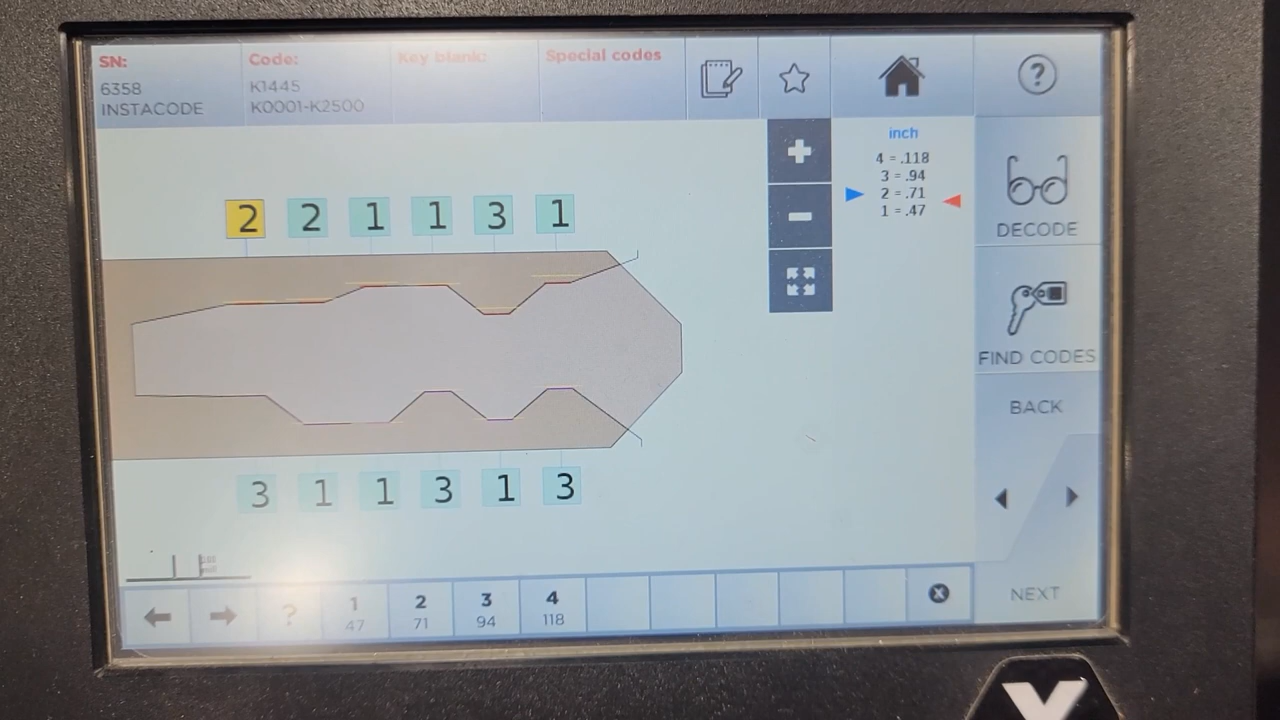 SN:
6358
INSTACODE
Code:
K1445
K0001-K2500
Key blank:
Special codes
?
inch
4 = .118
3 = .94
2 = .71
1 = .47
DECODE
FIND CODES
BACK
NEXT
2 2 1 1 3 1
3 1 1 3 1 3
? 1 2 3 4
47 71 94 118